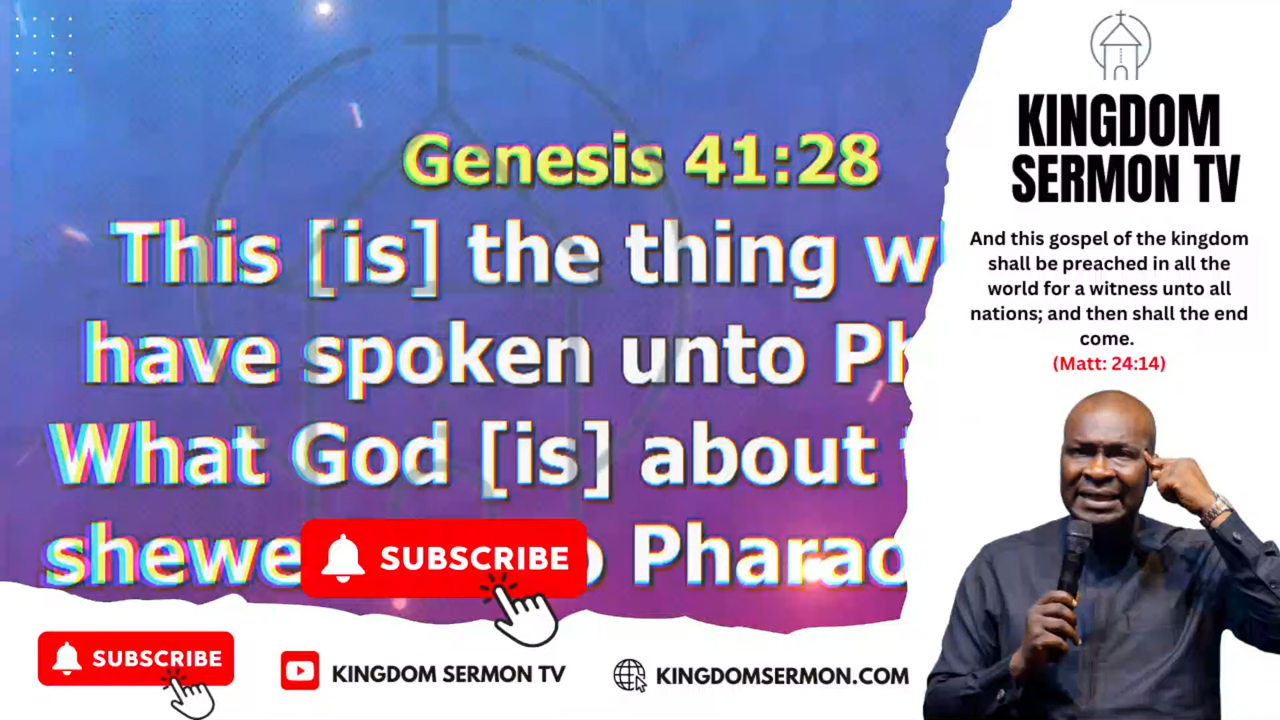 Genesis 41:28
This [is] the thing w
have spoken unto Ph
What God [is] about
shewe o Pharao
SUBSCRIBE
SUBSCRIBE
KINGDOM SERMON TV
KINGDOMSERMON.COM
KINGDOM
SERMON TV
And this gospel of the kingdom
shall be preached in all the
world for a witness unto all
nations; and then shall the end
come.
(Matt: 24:14)